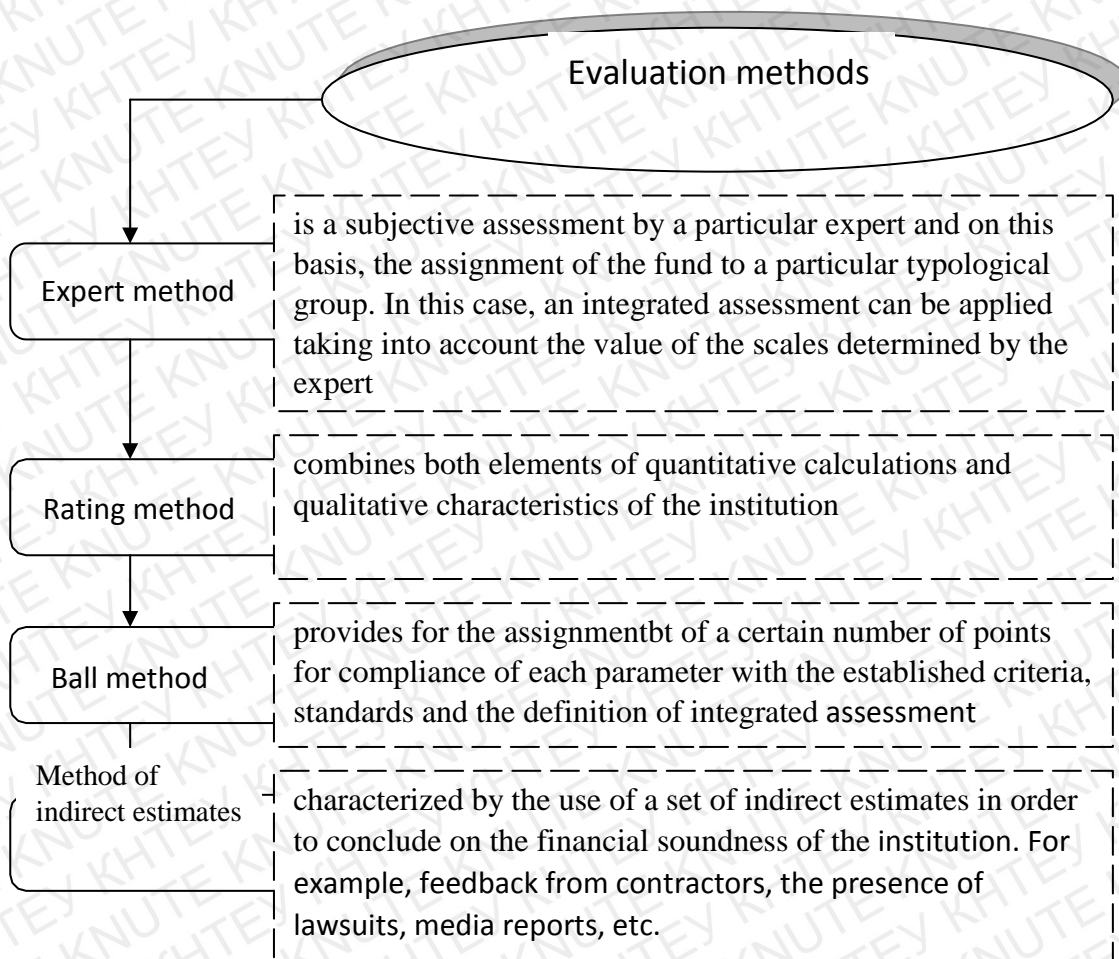 Evaluation methods
Expert method
is a subjective assessment by a particular expert and on this
basis, the assignment of the fund to a particular typological
group. In this case, an integrated assessment can be applied
taking into account the value of the scales determined by the
expert
Rating method
combines both elements of quantitative calculations and
qualitative characteristics of the institution
Ball method
provides for the assignmentbt of a certain number of points
for compliance of each parameter with the established criteria,
standards and the definition of integrated assessment
Method of
indirect estimates
characterized by the use of a set of indirect estimates in order
to conclude on the financial soundness of the institution. For
example, feedback from contractors, the presence of
lawsuits, media reports, etc.
KNUTE КНТЕУ